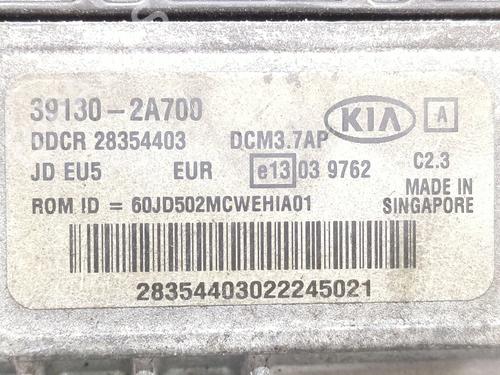 39130-2A700
KIA A
DDCR 28354403 DCM3.7AP
JD EU5 EUR e13 03 9762 C2.3
ROM ID = 60JD502MCWEHIA01
MADE IN
SINGAPORE
28354403022245021